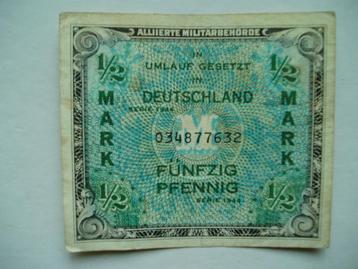 ALLIIERTE MILITÄRBEHÖRDE
1/2 MARK
IN
UMLAUF GESETZT
IN
DEUTSCHLAND
SERIE 1944
M
034877632
FÜNFZIG
PFENNIG
SERIE 1944
1/2
1/2 MARK
1/2